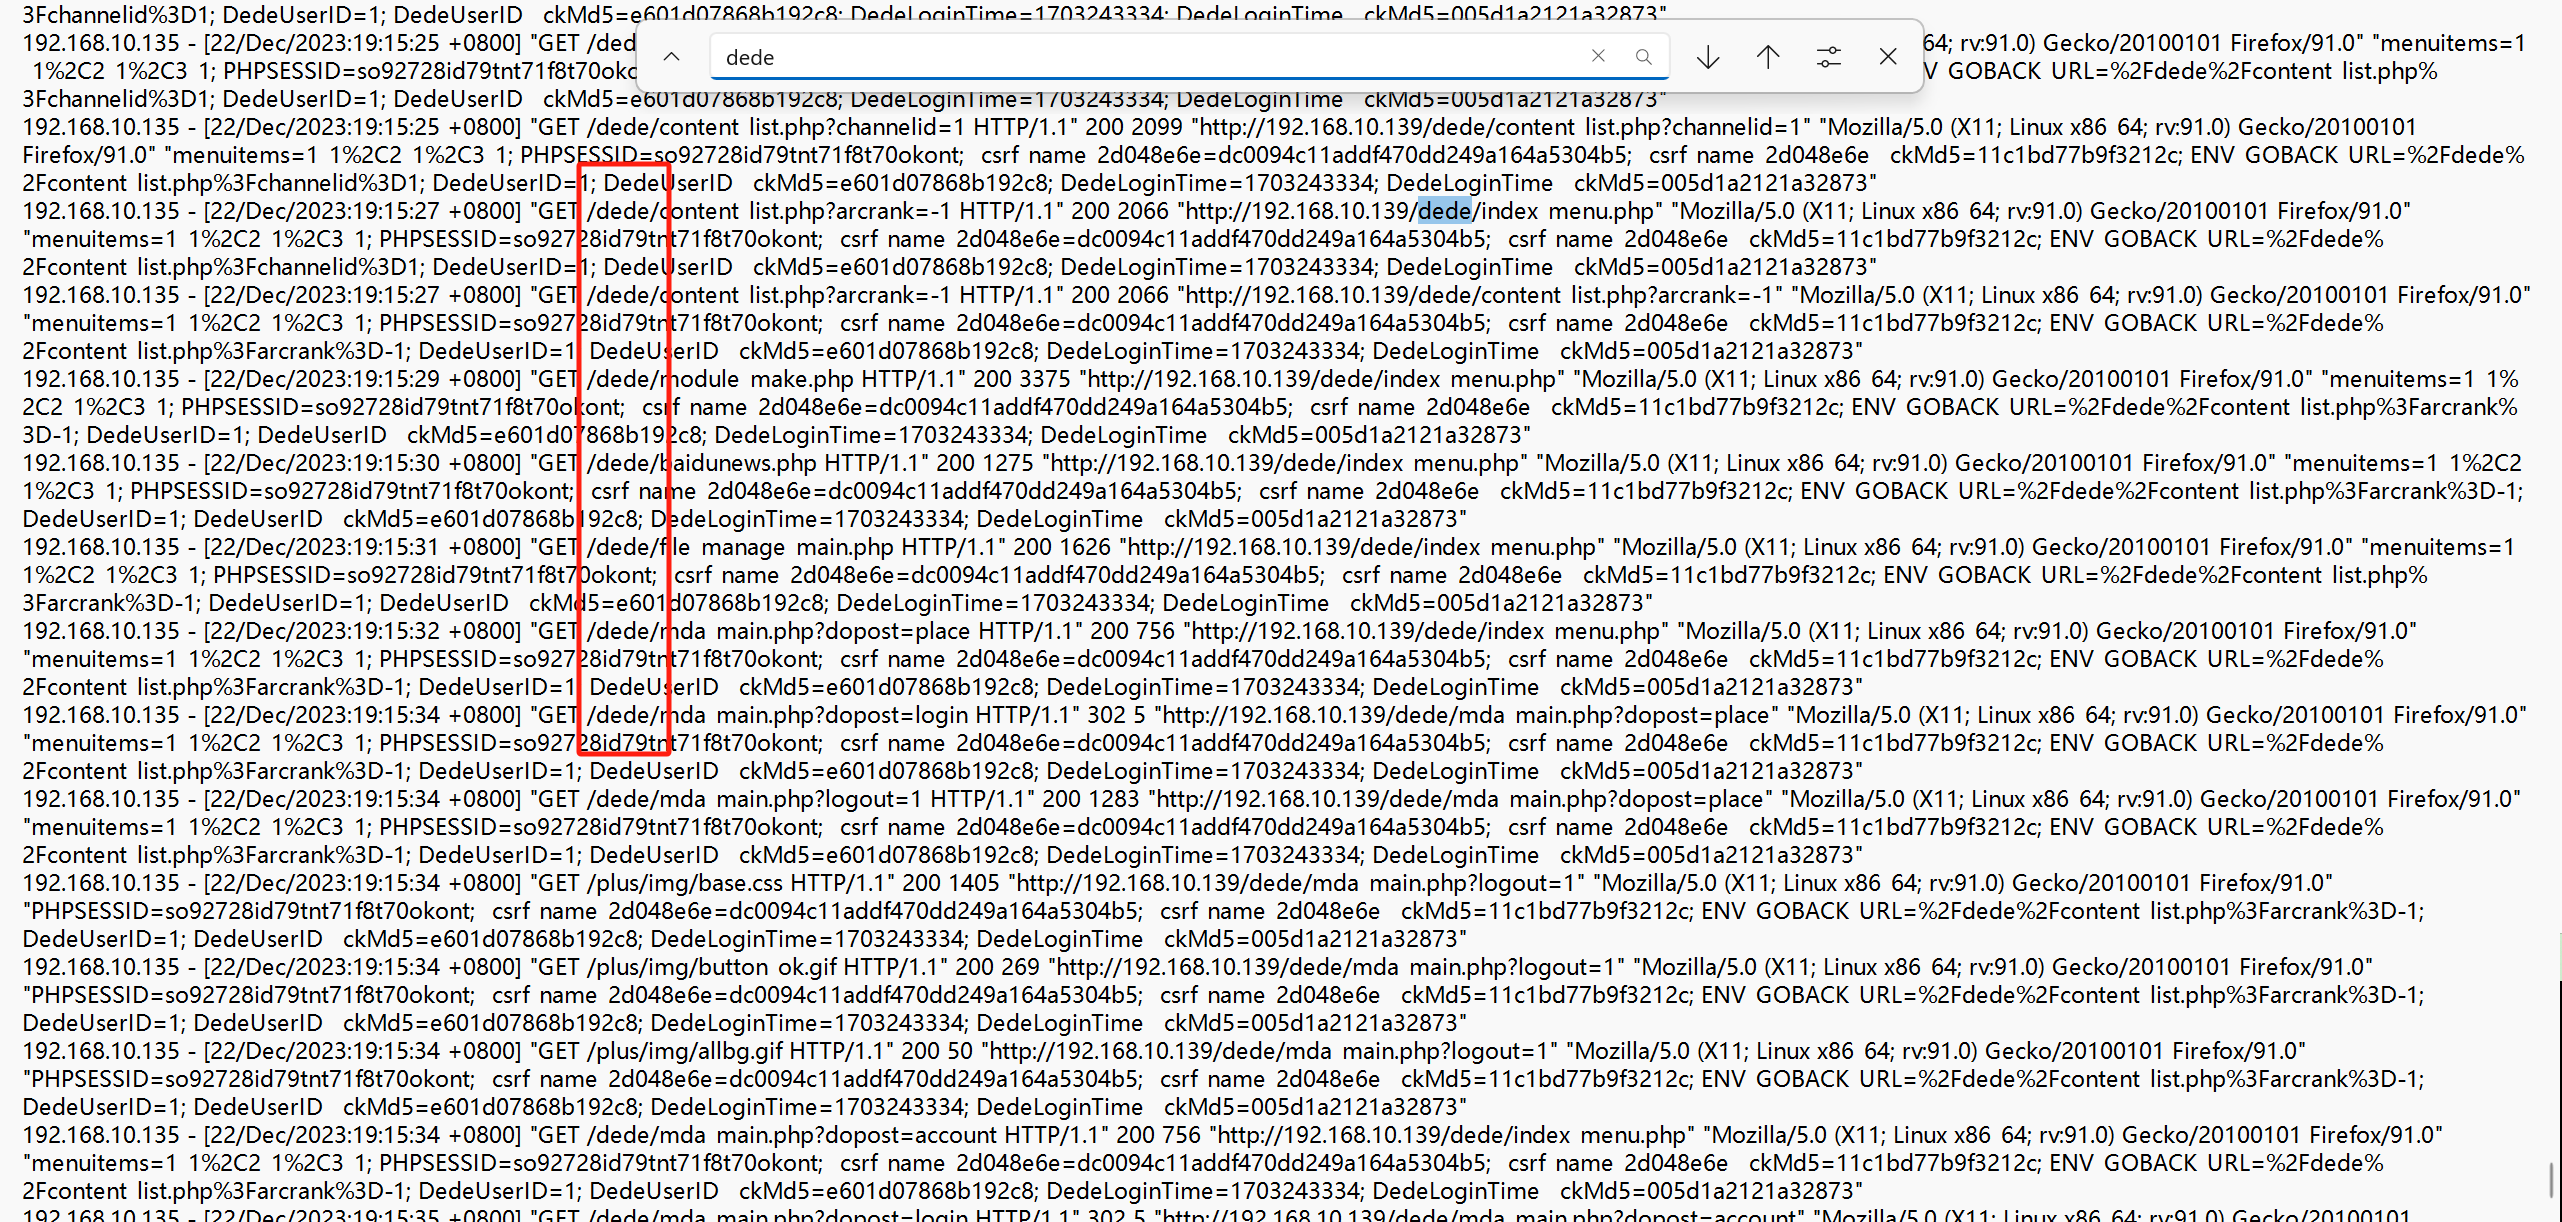 3Fchannelid%3D1; DedeUserID=1; DedeUserID   ckMd5=e601d07868b192c8; DedeLoginTime=1703243334; DedeLoginTime   ckMd5=005d1a2121a32873"
192.168.10.135 - [22/Dec/2023:19:15:25 +0800] "GET /ded 64; rv:91.0) Gecko/20100101 Firefox/91.0" "menuitems=1
dede
1%2C2  1%2C3  1; PHPSESSID=so92728id79tnt71f8t70okc V  GOBACK  URL=%2Fdede%2Fcontent  list.php%
3Fchannelid%3D1; DedeUserID=1; DedeUserID   ckMd5=e601d07868b192c8; DedeLoginTime=1703243334; DedeLoginTime   ckMd5=005d1a2121a32873"
192.168.10.135 - [22/Dec/2023:19:15:25 +0800] "GET /dede/content  list.php?channelid=1 HTTP/1.1" 200 2099 "http://192.168.10.139/dede/content  list.php?channelid=1" "Mozilla/5.0 (X11; Linux x86  64; rv:91.0) Gecko/20100101
Firefox/91.0" "menuitems=1  1%2C2  1%2C3  1; PHPSESSID=so92728id79tnt71f8t70okont;   csrf  name  2d048e6e=dc0094c11addf470dd249a164a5304b5;   csrf  name  2d048e6e   ckMd5=11c1bd77b9f3212c; ENV  GOBACK  URL=%2Fdede%
2Fcontent  list.php%3Fchannelid%3D1; DedeUserID=1; DedeUserID   ckMd5=e601d07868b192c8; DedeLoginTime=1703243334; DedeLoginTime   ckMd5=005d1a2121a32873"
192.168.10.135 - [22/Dec/2023:19:15:27 +0800] "GET /dede/content  list.php?arcrank=-1 HTTP/1.1" 200 2066 "http://192.168.10.139/dede/index  menu.php" "Mozilla/5.0 (X11; Linux x86  64; rv:91.0) Gecko/20100101 Firefox/91.0"
"menuitems=1  1%2C2  1%2C3  1; PHPSESSID=so92728id79tnt71f8t70okont;   csrf  name  2d048e6e=dc0094c11addf470dd249a164a5304b5;   csrf  name  2d048e6e   ckMd5=11c1bd77b9f3212c; ENV  GOBACK  URL=%2Fdede%
2Fcontent  list.php%3Fchannelid%3D1; DedeUserID=1; DedeUserID   ckMd5=e601d07868b192c8; DedeLoginTime=1703243334; DedeLoginTime   ckMd5=005d1a2121a32873"
192.168.10.135 - [22/Dec/2023:19:15:27 +0800] "GET /dede/content  list.php?arcrank=-1 HTTP/1.1" 200 2066 "http://192.168.10.139/dede/content  list.php?arcrank=-1" "Mozilla/5.0 (X11; Linux x86  64; rv:91.0) Gecko/20100101 Firefox/91.0"
"menuitems=1  1%2C2  1%2C3  1; PHPSESSID=so92728id79tnt71f8t70okont;   csrf  name  2d048e6e=dc0094c11addf470dd249a164a5304b5;   csrf  name  2d048e6e   ckMd5=11c1bd77b9f3212c; ENV  GOBACK  URL=%2Fdede%
2Fcontent  list.php%3Farcrank%3D-1; DedeUserID=1; DedeUserID   ckMd5=e601d07868b192c8; DedeLoginTime=1703243334; DedeLoginTime   ckMd5=005d1a2121a32873"
192.168.10.135 - [22/Dec/2023:19:15:29 +0800] "GET /dede/module  make.php HTTP/1.1" 200 3375 "http://192.168.10.139/dede/index  menu.php" "Mozilla/5.0 (X11; Linux x86  64; rv:91.0) Gecko/20100101 Firefox/91.0" "menuitems=1  1%
2C2  1%2C3  1; PHPSESSID=so92728id79tnt71f8t70okont;   csrf  name  2d048e6e=dc0094c11addf470dd249a164a5304b5;   csrf  name  2d048e6e   ckMd5=11c1bd77b9f3212c; ENV  GOBACK  URL=%2Fdede%2Fcontent  list.php%3Farcrank%
3D-1; DedeUserID=1; DedeUserID   ckMd5=e601d07868b192c8; DedeLoginTime=1703243334; DedeLoginTime   ckMd5=005d1a2121a32873"
192.168.10.135 - [22/Dec/2023:19:15:30 +0800] "GET /dede/baidunews.php HTTP/1.1" 200 1275 "http://192.168.10.139/dede/index  menu.php" "Mozilla/5.0 (X11; Linux x86  64; rv:91.0) Gecko/20100101 Firefox/91.0" "menuitems=1  1%2C2
1%2C3  1; PHPSESSID=so92728id79tnt71f8t70okont;   csrf  name  2d048e6e=dc0094c11addf470dd249a164a5304b5;   csrf  name  2d048e6e   ckMd5=11c1bd77b9f3212c; ENV  GOBACK  URL=%2Fdede%2Fcontent  list.php%3Farcrank%3D-1;
DedeUserID=1; DedeUserID   ckMd5=e601d07868b192c8; DedeLoginTime=1703243334; DedeLoginTime   ckMd5=005d1a2121a32873"
192.168.10.135 - [22/Dec/2023:19:15:31 +0800] "GET /dede/file  manage  main.php HTTP/1.1" 200 1626 "http://192.168.10.139/dede/index  menu.php" "Mozilla/5.0 (X11; Linux x86  64; rv:91.0) Gecko/20100101 Firefox/91.0" "menuitems=1
1%2C2  1%2C3  1; PHPSESSID=so92728id79tnt71f8t70okont;   csrf  name  2d048e6e=dc0094c11addf470dd249a164a5304b5;   csrf  name  2d048e6e   ckMd5=11c1bd77b9f3212c; ENV  GOBACK  URL=%2Fdede%2Fcontent  list.php%
3Farcrank%3D-1; DedeUserID=1; DedeUserID   ckMd5=e601d07868b192c8; DedeLoginTime=1703243334; DedeLoginTime   ckMd5=005d1a2121a32873"
192.168.10.135 - [22/Dec/2023:19:15:32 +0800] "GET /dede/mda  main.php?dopost=place HTTP/1.1" 200 756 "http://192.168.10.139/dede/index  menu.php" "Mozilla/5.0 (X11; Linux x86  64; rv:91.0) Gecko/20100101 Firefox/91.0"
"menuitems=1  1%2C2  1%2C3  1; PHPSESSID=so92728id79tnt71f8t70okont;   csrf  name  2d048e6e=dc0094c11addf470dd249a164a5304b5;   csrf  name  2d048e6e   ckMd5=11c1bd77b9f3212c; ENV  GOBACK  URL=%2Fdede%
2Fcontent  list.php%3Farcrank%3D-1; DedeUserID=1; DedeUserID   ckMd5=e601d07868b192c8; DedeLoginTime=1703243334; DedeLoginTime   ckMd5=005d1a2121a32873"
192.168.10.135 - [22/Dec/2023:19:15:34 +0800] "GET /dede/mda  main.php?dopost=login HTTP/1.1" 302 5 "http://192.168.10.139/dede/mda  main.php?dopost=place" "Mozilla/5.0 (X11; Linux x86  64; rv:91.0) Gecko/20100101 Firefox/91.0"
"menuitems=1  1%2C2  1%2C3  1; PHPSESSID=so92728id79tnt71f8t70okont;   csrf  name  2d048e6e=dc0094c11addf470dd249a164a5304b5;   csrf  name  2d048e6e   ckMd5=11c1bd77b9f3212c; ENV  GOBACK  URL=%2Fdede%
2Fcontent  list.php%3Farcrank%3D-1; DedeUserID=1; DedeUserID   ckMd5=e601d07868b192c8; DedeLoginTime=1703243334; DedeLoginTime   ckMd5=005d1a2121a32873"
192.168.10.135 - [22/Dec/2023:19:15:34 +0800] "GET /dede/mda  main.php?logout=1 HTTP/1.1" 200 1283 "http://192.168.10.139/dede/mda  main.php?dopost=place" "Mozilla/5.0 (X11; Linux x86  64; rv:91.0) Gecko/20100101 Firefox/91.0"
"menuitems=1  1%2C2  1%2C3  1; PHPSESSID=so92728id79tnt71f8t70okont;   csrf  name  2d048e6e=dc0094c11addf470dd249a164a5304b5;   csrf  name  2d048e6e   ckMd5=11c1bd77b9f3212c; ENV  GOBACK  URL=%2Fdede%
2Fcontent  list.php%3Farcrank%3D-1; DedeUserID=1; DedeUserID   ckMd5=e601d07868b192c8; DedeLoginTime=1703243334; DedeLoginTime   ckMd5=005d1a2121a32873"
192.168.10.135 - [22/Dec/2023:19:15:34 +0800] "GET /plus/img/base.css HTTP/1.1" 200 1405 "http://192.168.10.139/dede/mda  main.php?logout=1" "Mozilla/5.0 (X11; Linux x86  64; rv:91.0) Gecko/20100101 Firefox/91.0"
"PHPSESSID=so92728id79tnt71f8t70okont;   csrf  name  2d048e6e=dc0094c11addf470dd249a164a5304b5;   csrf  name  2d048e6e   ckMd5=11c1bd77b9f3212c; ENV  GOBACK  URL=%2Fdede%2Fcontent  list.php%3Farcrank%3D-1;
DedeUserID=1; DedeUserID   ckMd5=e601d07868b192c8; DedeLoginTime=1703243334; DedeLoginTime   ckMd5=005d1a2121a32873"
192.168.10.135 - [22/Dec/2023:19:15:34 +0800] "GET /plus/img/button  ok.gif HTTP/1.1" 200 269 "http://192.168.10.139/dede/mda  main.php?logout=1" "Mozilla/5.0 (X11; Linux x86  64; rv:91.0) Gecko/20100101 Firefox/91.0"
"PHPSESSID=so92728id79tnt71f8t70okont;   csrf  name  2d048e6e=dc0094c11addf470dd249a164a5304b5;   csrf  name  2d048e6e   ckMd5=11c1bd77b9f3212c; ENV  GOBACK  URL=%2Fdede%2Fcontent  list.php%3Farcrank%3D-1;
DedeUserID=1; DedeUserID   ckMd5=e601d07868b192c8; DedeLoginTime=1703243334; DedeLoginTime   ckMd5=005d1a2121a32873"
192.168.10.135 - [22/Dec/2023:19:15:34 +0800] "GET /plus/img/allbg.gif HTTP/1.1" 200 50 "http://192.168.10.139/dede/mda  main.php?logout=1" "Mozilla/5.0 (X11; Linux x86  64; rv:91.0) Gecko/20100101 Firefox/91.0"
"PHPSESSID=so92728id79tnt71f8t70okont;   csrf  name  2d048e6e=dc0094c11addf470dd249a164a5304b5;   csrf  name  2d048e6e   ckMd5=11c1bd77b9f3212c; ENV  GOBACK  URL=%2Fdede%2Fcontent  list.php%3Farcrank%3D-1;
DedeUserID=1; DedeUserID   ckMd5=e601d07868b192c8; DedeLoginTime=1703243334; DedeLoginTime   ckMd5=005d1a2121a32873"
192.168.10.135 - [22/Dec/2023:19:15:34 +0800] "GET /dede/mda  main.php?dopost=account HTTP/1.1" 200 756 "http://192.168.10.139/dede/index  menu.php" "Mozilla/5.0 (X11; Linux x86  64; rv:91.0) Gecko/20100101 Firefox/91.0"
"menuitems=1  1%2C2  1%2C3  1; PHPSESSID=so92728id79tnt71f8t70okont;   csrf  name  2d048e6e=dc0094c11addf470dd249a164a5304b5;   csrf  name  2d048e6e   ckMd5=11c1bd77b9f3212c; ENV  GOBACK  URL=%2Fdede%
2Fcontent  list.php%3Farcrank%3D-1; DedeUserID=1; DedeUserID   ckMd5=e601d07868b192c8; DedeLoginTime=1703243334; DedeLoginTime   ckMd5=005d1a2121a32873"
192.168.10.135 - [22/Dec/2023:19:15:35 +0800] "GET /dede/mda  main.php?dopost=login HTTP/1.1" 302 5 "http://192.168.10.139/dede/mda  main.php?dopost=account" "Mozilla/5.0 (X11; Linux x86  64; rv:91.0) Gecko/20100101